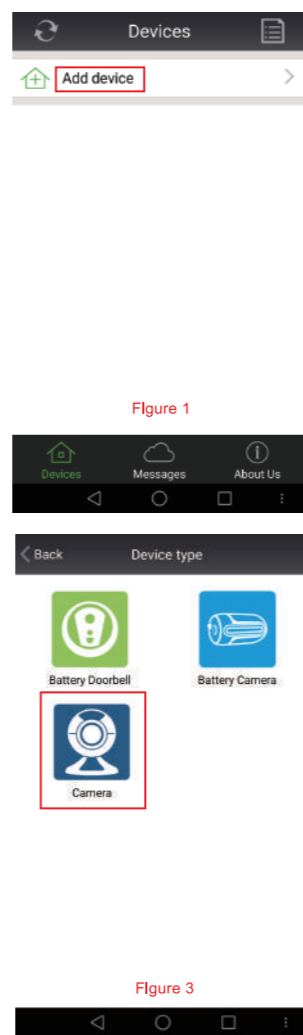 Devices
Add device
Figure 1
Devices Messages About Us
Back Device type
Battery Doorbell Battery Camera
Camera
Figure 3